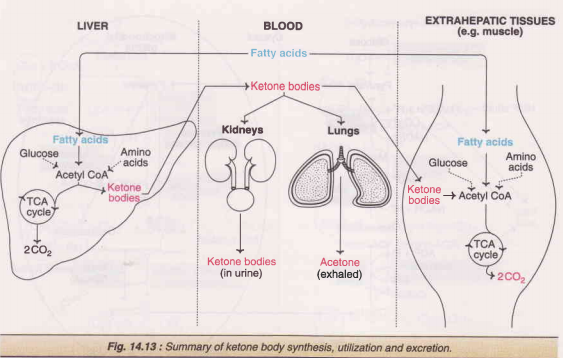 LIVER
BLOOD
EXTRAHEPATIC TISSUES
(e.g. muscle)
Fatty acids
Ketone bodies
Kidneys
Lungs
Fatty acids
Glucose
Amino
acids
Acetyl CoA
Ketone
bodies
TCA
cycle
2CO₂
Ketone bodies
(in urine)
Acetone
(exhaled)
Fatty acids
Glucose
Amino
acids
Ketone
bodies
Acetyl CoA
TCA
cycle
2CO₂
Fig. 14.13 : Summary of ketone body synthesis, utilization and excretion.